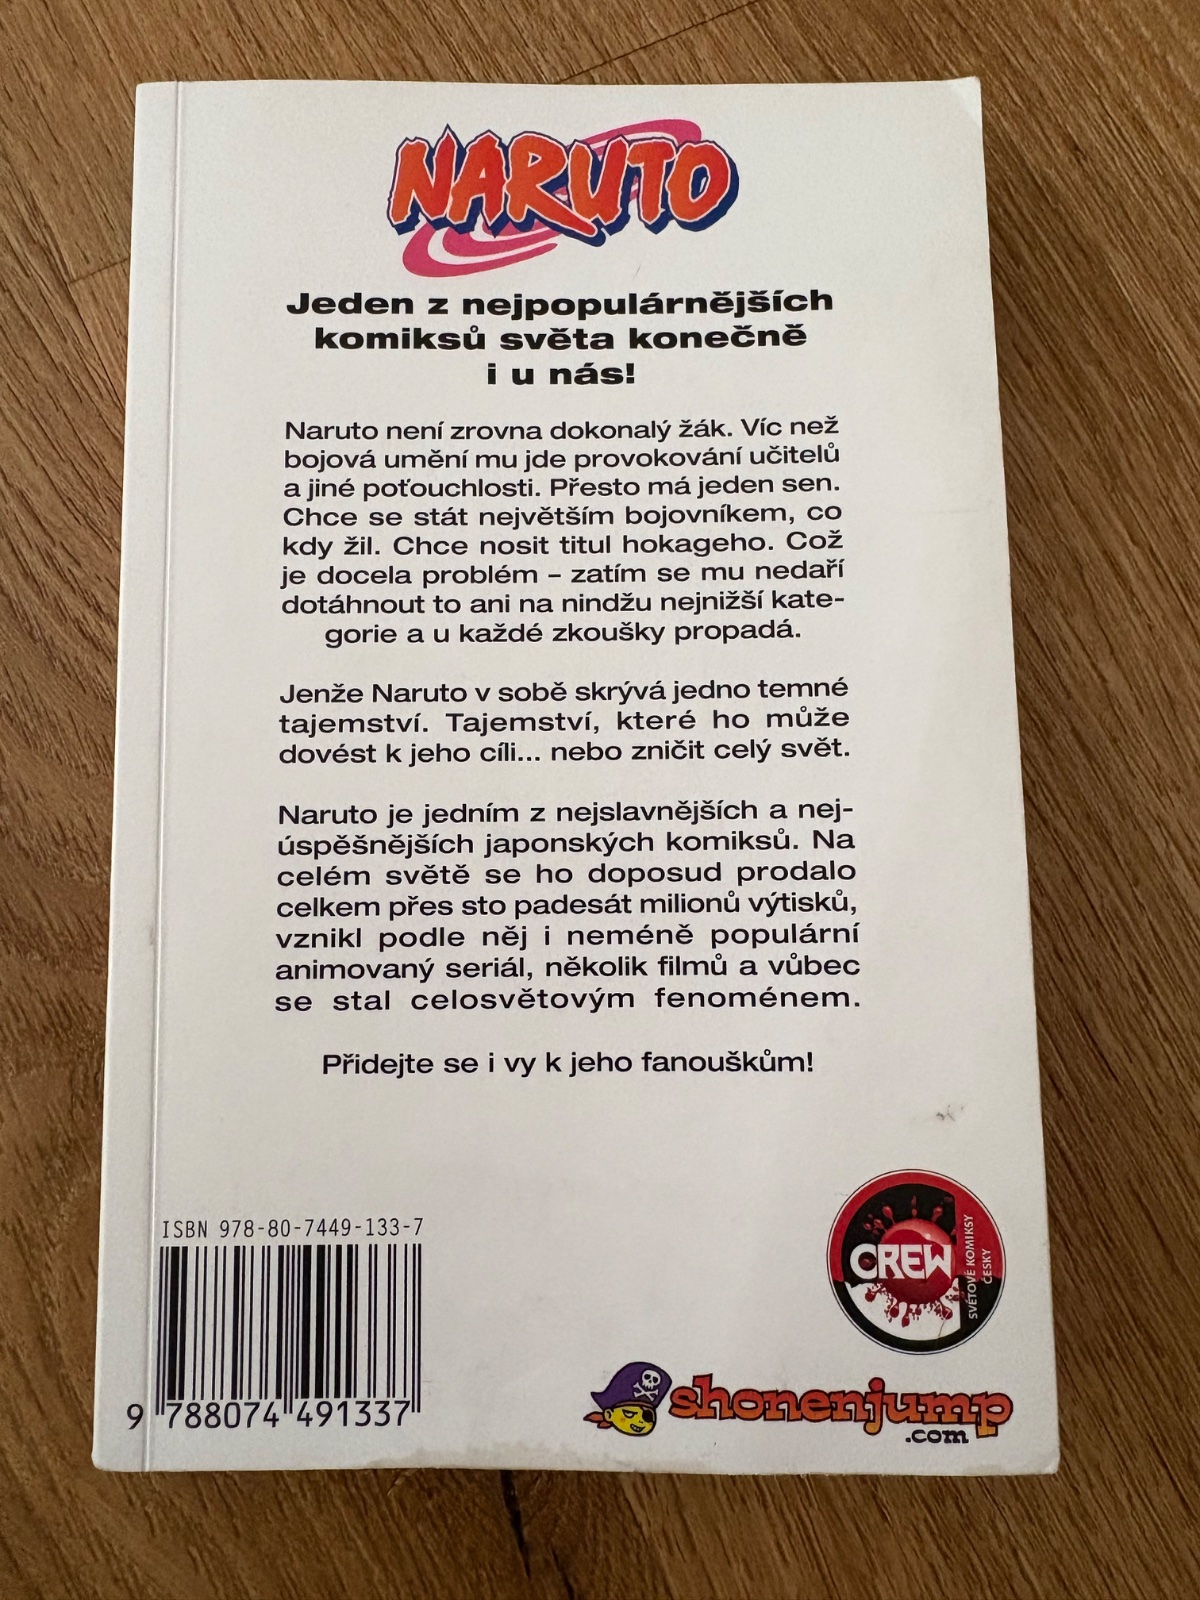 NARUTO
Jeden z nejpopulárnějších
komiksů světa konečně
i u nás!
Naruto není zrovna dokonalý žák. Víc než
bojová umění mu jde provokování učitelů
a jiné poťouchlosti. Přesto má jeden sen.
Chce se stát největším bojovníkem, co
kdy žil. Chce nosit titul hokageho. Což
je docela problém – zatím se mu nedaří
dotáhnout to ani na nindžu nejnižší kate-
gorie a u každé zkoušky propadá.
Jenže Naruto v sobě skrývá jedno temné
tajemství. Tajemství, které ho může
dovést k jeho cíli... nebo zničit celý svět.
Naruto je jedním z nejslavnějších a nej-
úspěšnějších japonských komiksů. Na
celém světě se ho doposud prodalo
celkem přes sto padesát milionů výtisků,
vznikl podle něj i neméně populární
animovaný seriál, několik filmů a vůbec
se stal celosvětovým fenoménem.
Přidejte se i vy k jeho fanouškům!
ISBN 978-80-7449-133-7
9 788074 491337
CREW
SVĚTOVÉ KOMIKSY
ČESKY
shonenjump
.com